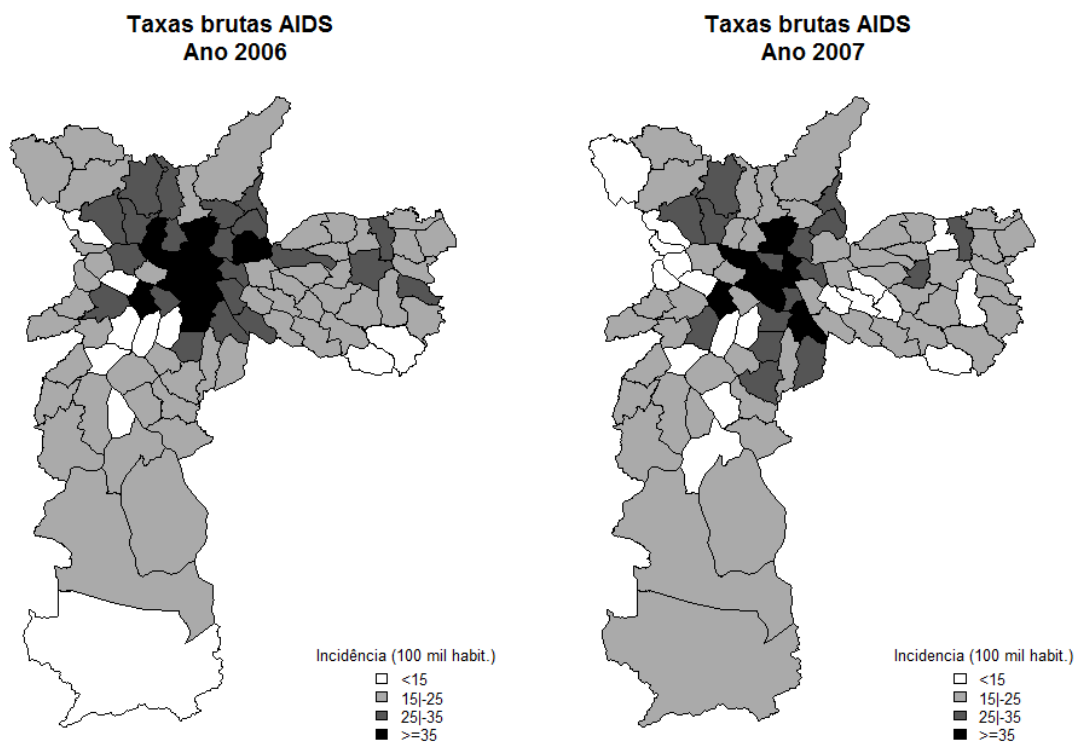 Taxas brutas AIDS
Ano 2006
Incidência (100 mil habit.)
<15
15|-25
25|-35
>=35
Taxas brutas AIDS
Ano 2007
Incidencia (100 mil habit.)
<15
15|-25
25|-35
>=35